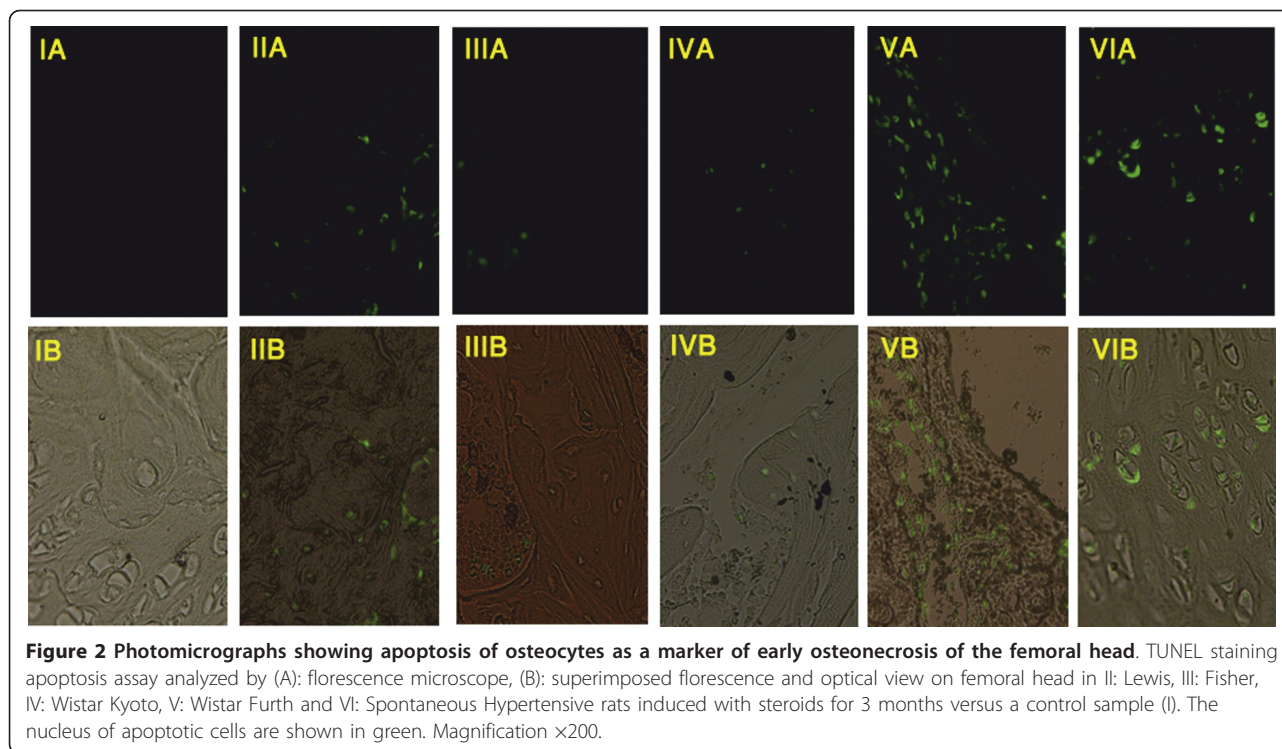 IA IIA IIIA IVA VA VIA
IB IIB IIIB IVB VB VIB
Figure 2 Photomicrographs showing apoptosis of osteocytes as a marker of early osteonecrosis of the femoral head. TUNEL staining
apoptosis assay analyzed by (A): florescence microscope, (B): superimposed florescence and optical view on femoral head in II: Lewis, III: Fisher,
IV: Wistar Kyoto, V: Wistar Furth and VI: Spontaneous Hypertensive rats induced with steroids for 3 months versus a control sample (I). The
nucleus of apoptotic cells are shown in green. Magnification ×200.